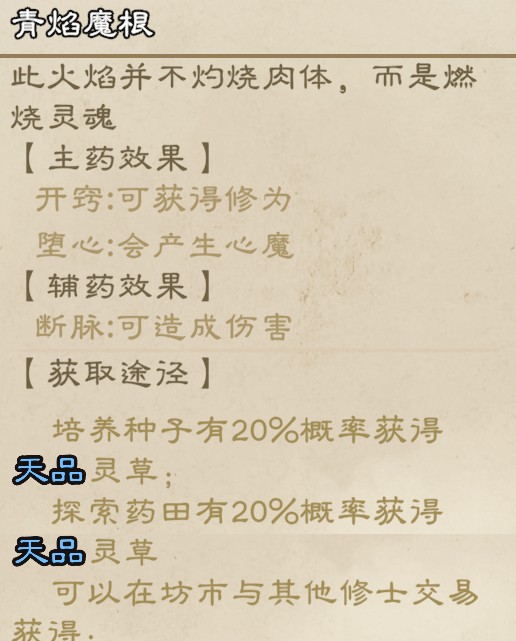 青焰魔根
此火焰并不灼烧肉体，而是燃
烧灵魂
【主药效果】
开窍:可获得修为
堕心:会产生心魔
【辅药效果】
断脉:可造成伤害
【获取途径】
培养种子有20%概率获得
天品灵草;
探索药田有20%概率获得
天品灵草
可以在坊市与其他修士交易
获得;